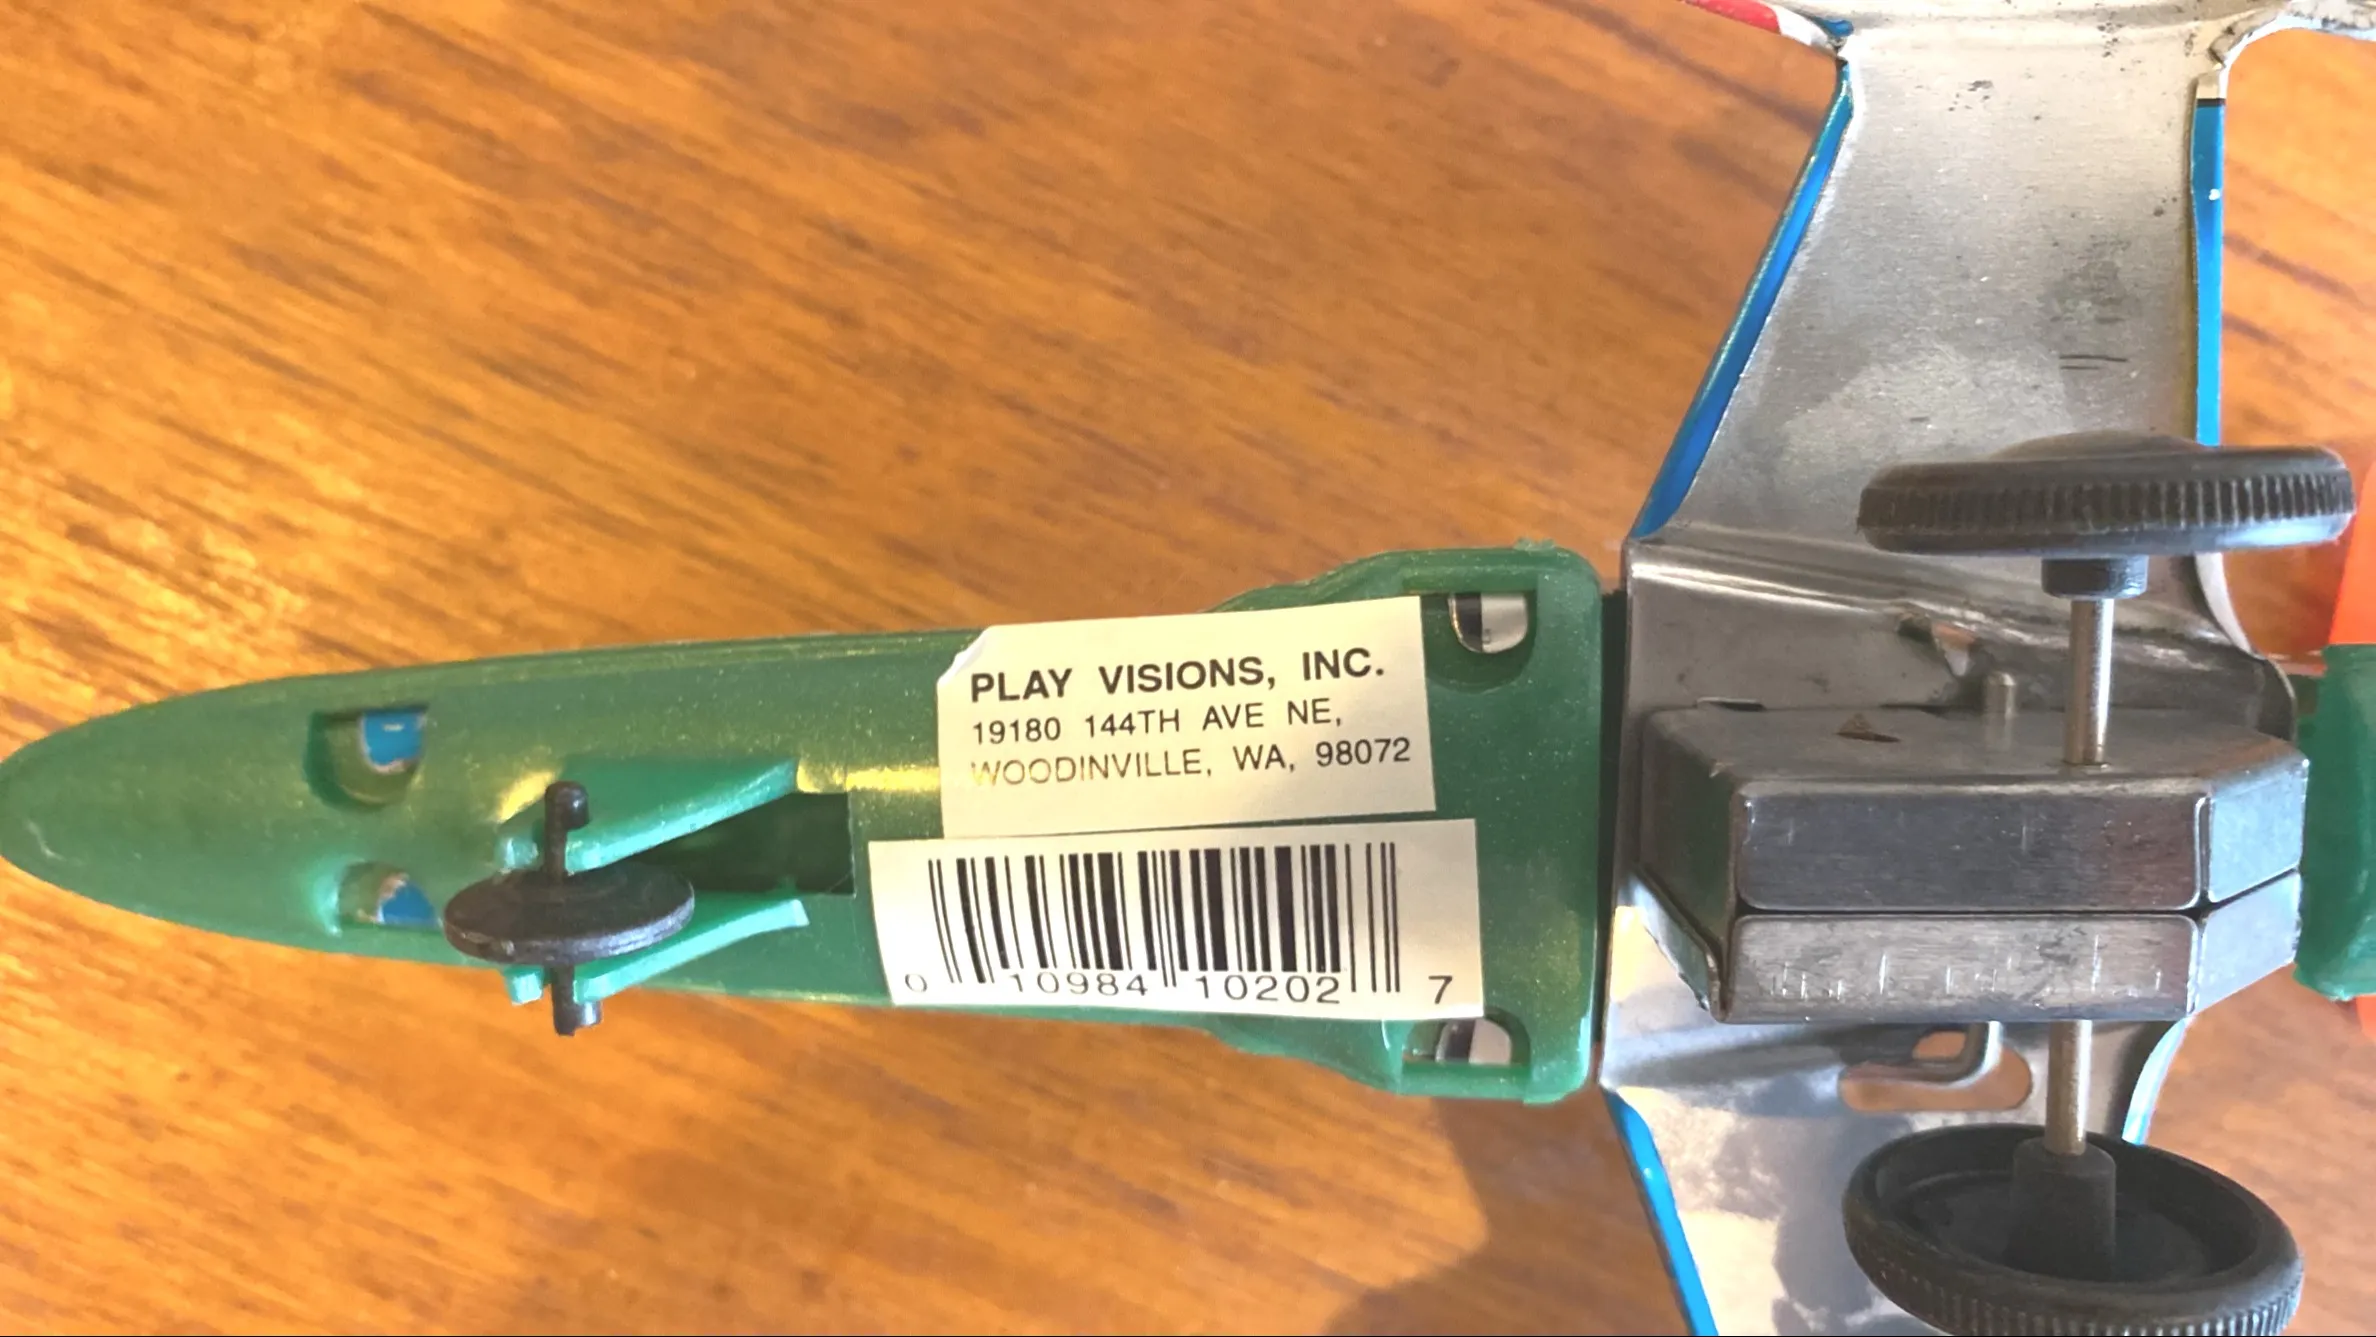 PLAY VISIONS, INC.
19180 144TH AVE NE,
WOODINVILLE, WA, 98072
0 10984 10202 7